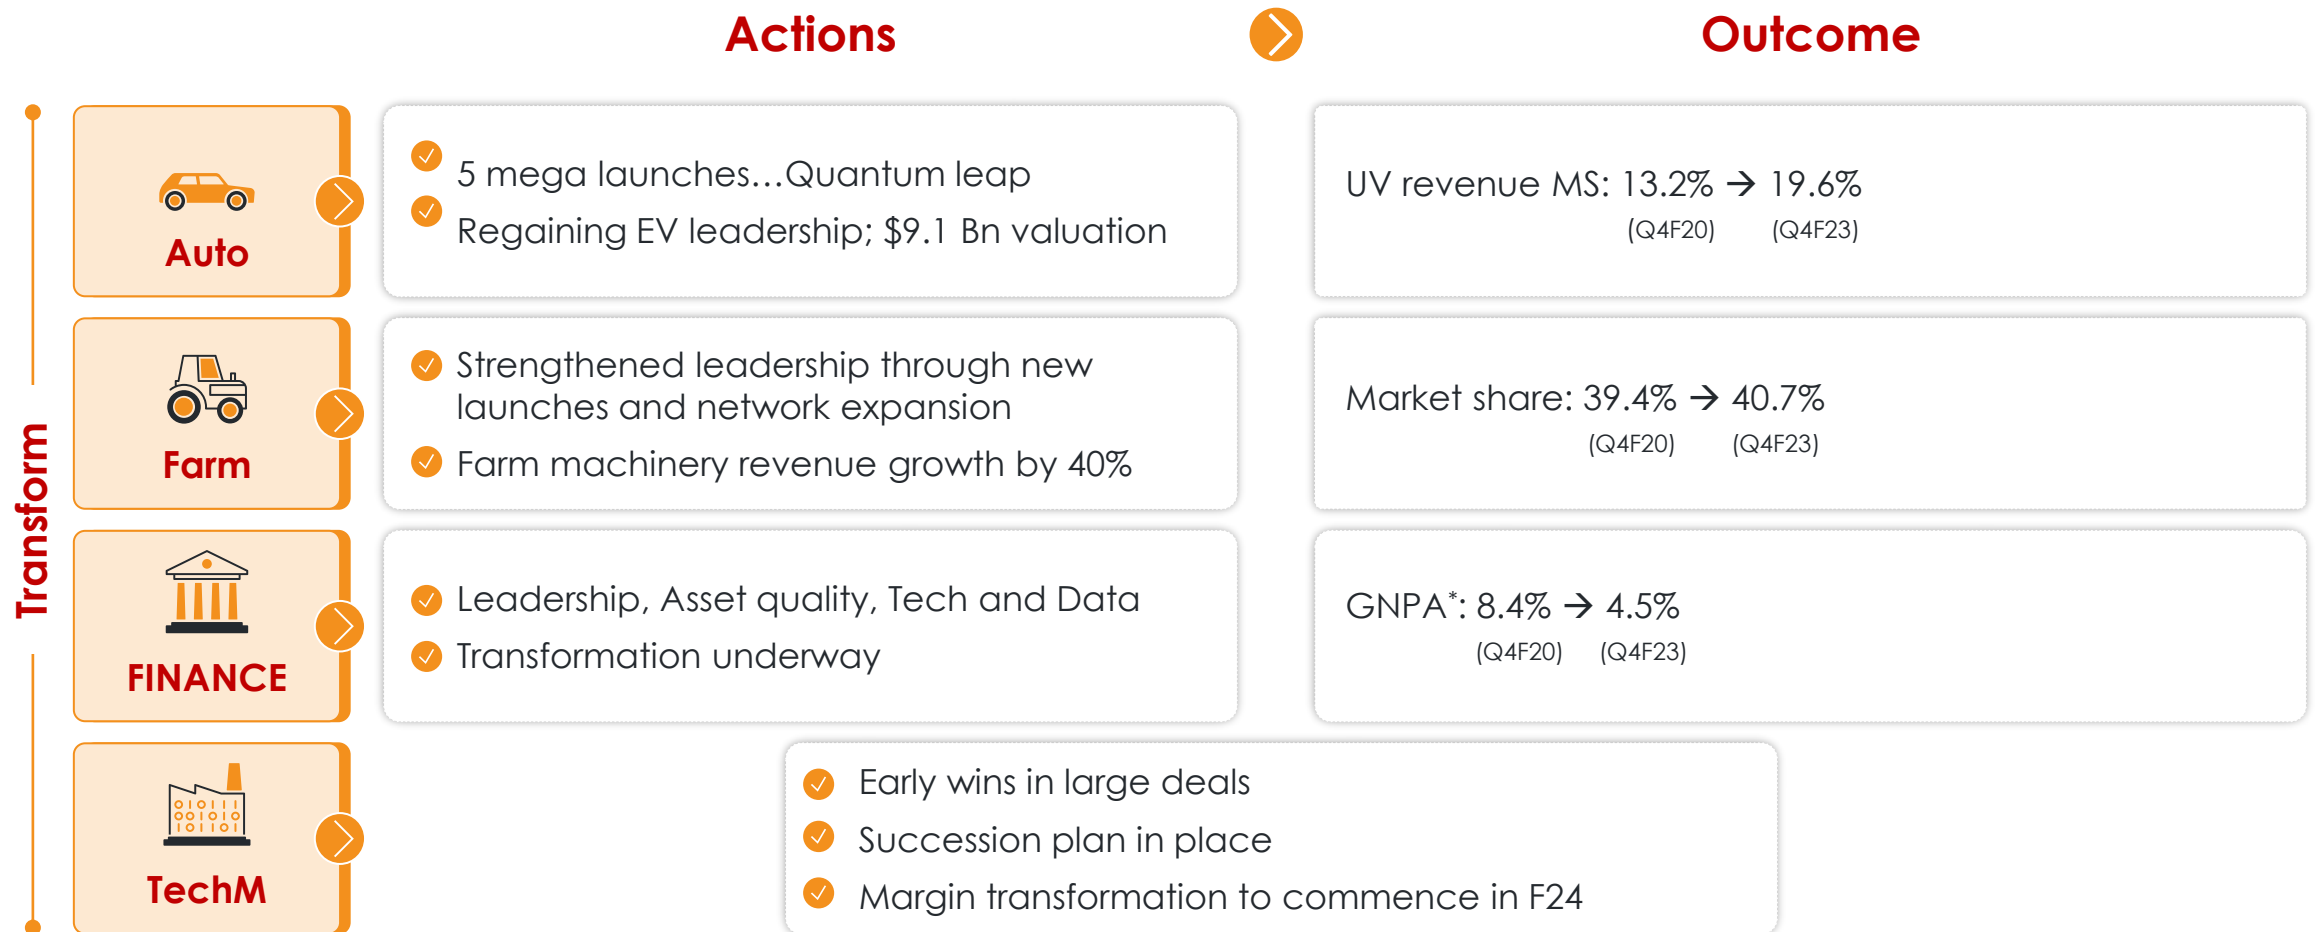 Actions
Outcome
Transform
Auto
5 mega launches...Quantum leap
Regaining EV leadership; $9.1 Bn valuation
UV revenue MS: 13.2% → 19.6%
(Q4F20) (Q4F23)
Farm
Strengthened leadership through new
launches and network expansion
Farm machinery revenue growth by 40%
Market share: 39.4% → 40.7%
(Q4F20) (Q4F23)
FINANCE
Leadership, Asset quality, Tech and Data
Transformation underway
GNPA*: 8.4% → 4.5%
(Q4F20) (Q4F23)
010111
001010
101101
TechM
Early wins in large deals
Succession plan in place
Margin transformation to commence in F24